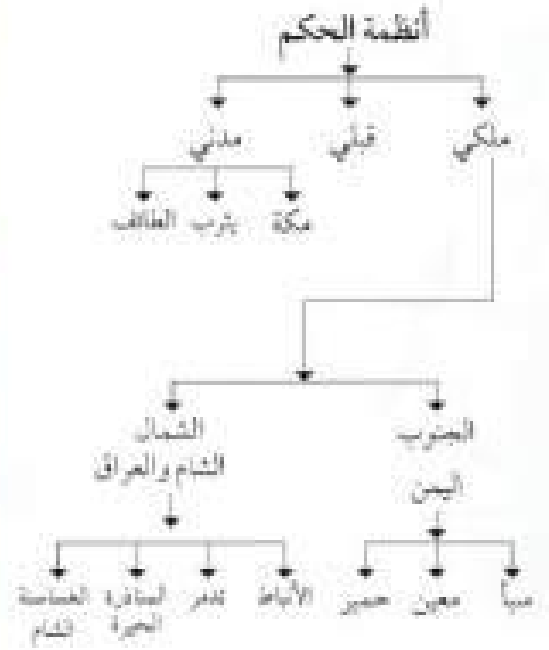 أنظمة الحكم
ملكي
قبلي
مدني
مكة
يثرب
الطائف
الجنوب
اليمن
الشمال
الشام والعراق
سبأ
معين
حمير
الأنباط
تدمر
المناذرة
الحيرة
الغساسنة
الشام